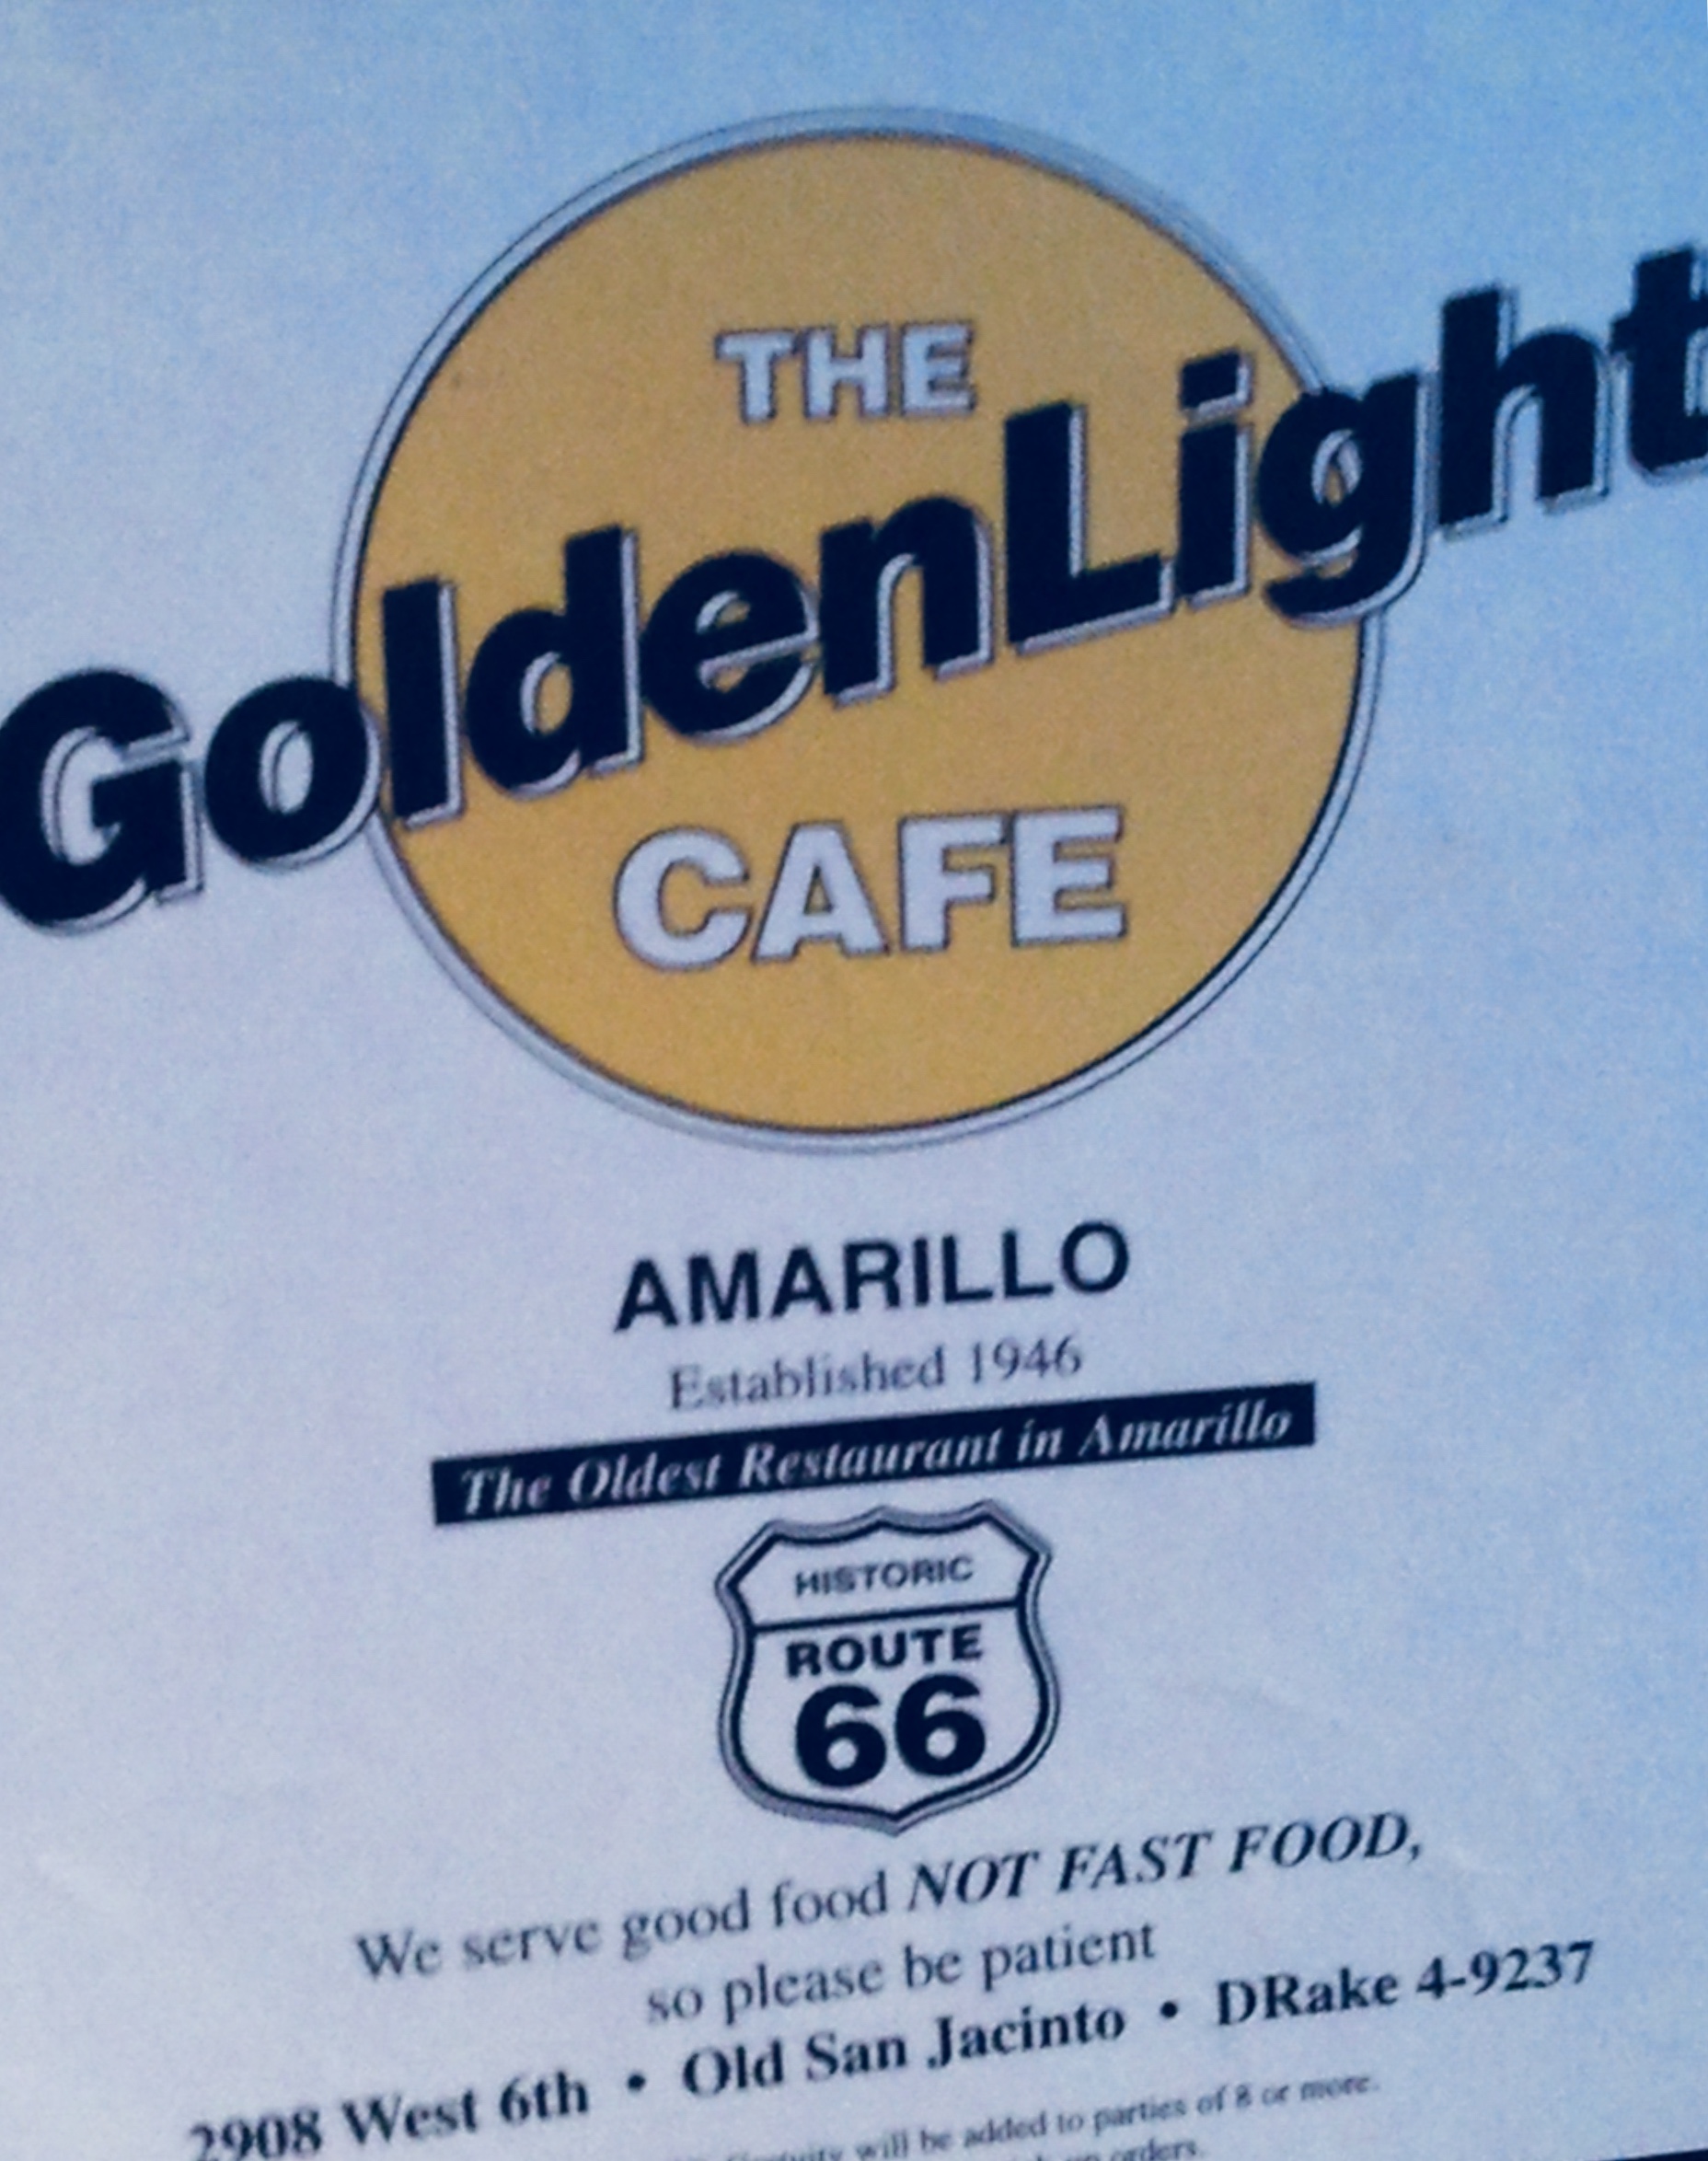 THE
GoldenLight
CAFE
AMARILLO
Established 1946
The Oldest Restaurant in Amarillo
HISTORIC
ROUTE
66
We serve good food NOT FAST FOOD,
so please be patient
2908 West 6th • Old San Jacinto • DRake 4-9237
will be added to parties of 8 or more.
orders.